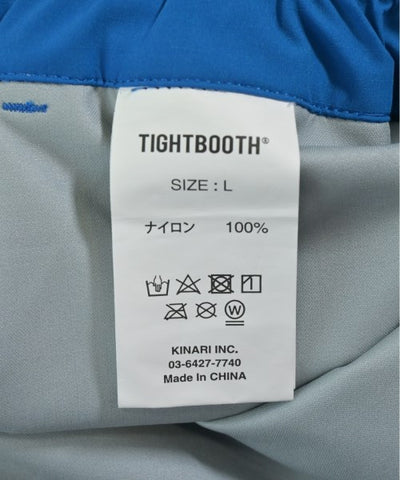 TIGHTBOOTH®
SIZE : L
ナイロン 100%
W
KINARI INC.
03-6427-7740
Made In CHINA